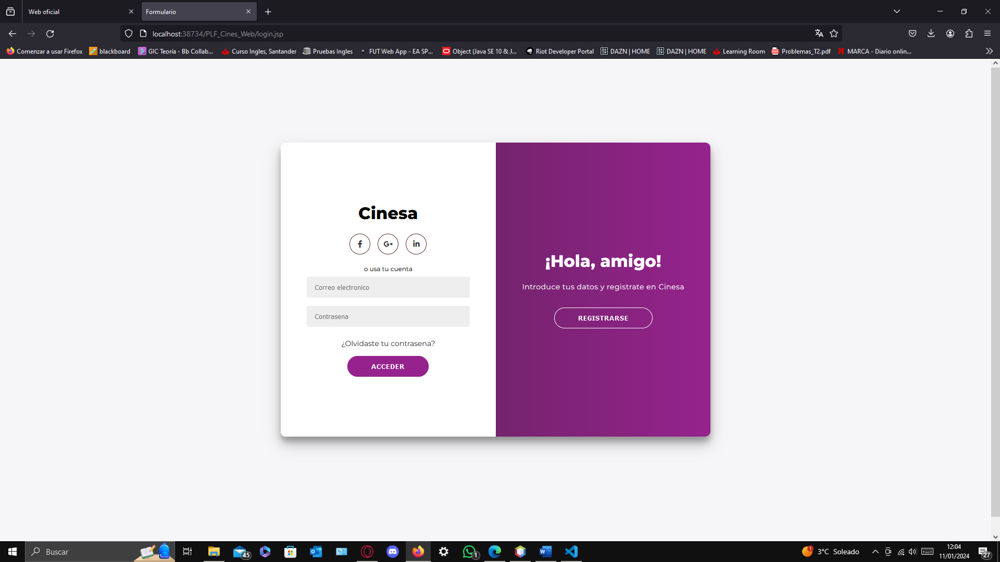 Web oficial
Formulario
localhost:38734/PLF_Cines_Web/login.jsp
Comenzar a usar Firefox
blackboard
GIC Teoría - Bb Collab...
Curso Ingles, Santander
Pruebas Ingles
FUT Web App - EA SP...
Object (Java SE 10 & J...
Riot Developer Portal
DAZN | HOME
DAZN | HOME
Learning Room
Problemas_T2.pdf
MARCA - Diario onlin...
Cinesa
G+
in
o usa tu cuenta
Correo electronico
Contrasena
¿Olvidaste tu contrasena?
ACCEDER
¡Hola, amigo!
Introduce tus datos y registrate en Cinesa
REGISTRARSE
Buscar
45
1
1
3°C Soleado
12:04
11/01/2024
27